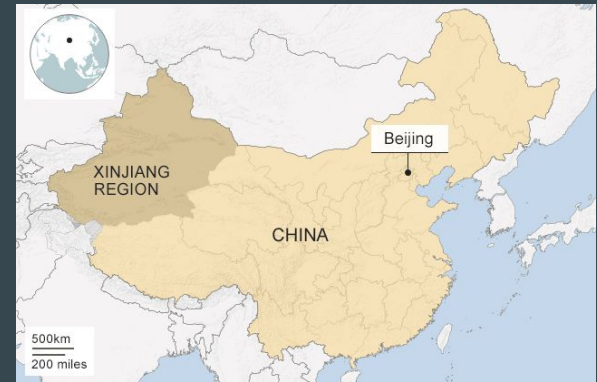 Beijing
XINJIANG
REGION
CHINA
500km
200 miles